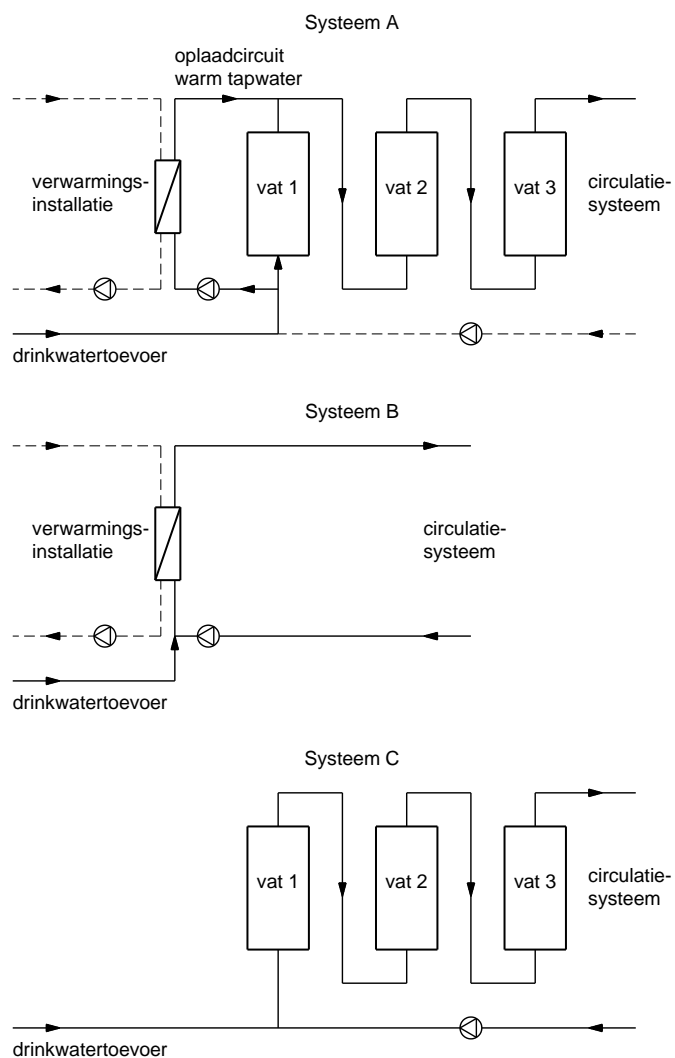 Systeem A
oplaadcircuit
warm tapwater
verwarmings-
installatie
vat 1
vat 2
vat 3
circulatie-
systeem
drinkwatertoevoer
Systeem B
verwarmings-
installatie
circulatie-
systeem
drinkwatertoevoer
Systeem C
vat 1
vat 2
vat 3
circulatie-
systeem
drinkwatertoevoer